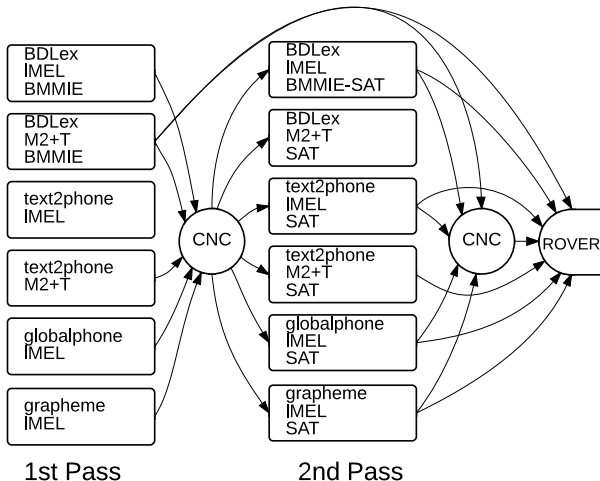 BDLex
IMEL
BMMIE
BDLex
M2+T
BMMIE
text2phone
IMEL
text2phone
M2+T
globalphone
IMEL
grapheme
IMEL
1st Pass
CNC
BDLex
IMEL
BMMIE-SAT
BDLex
M2+T
SAT
text2phone
IMEL
SAT
text2phone
M2+T
SAT
globalphone
IMEL
SAT
grapheme
IMEL
SAT
2nd Pass
CNC
ROVER